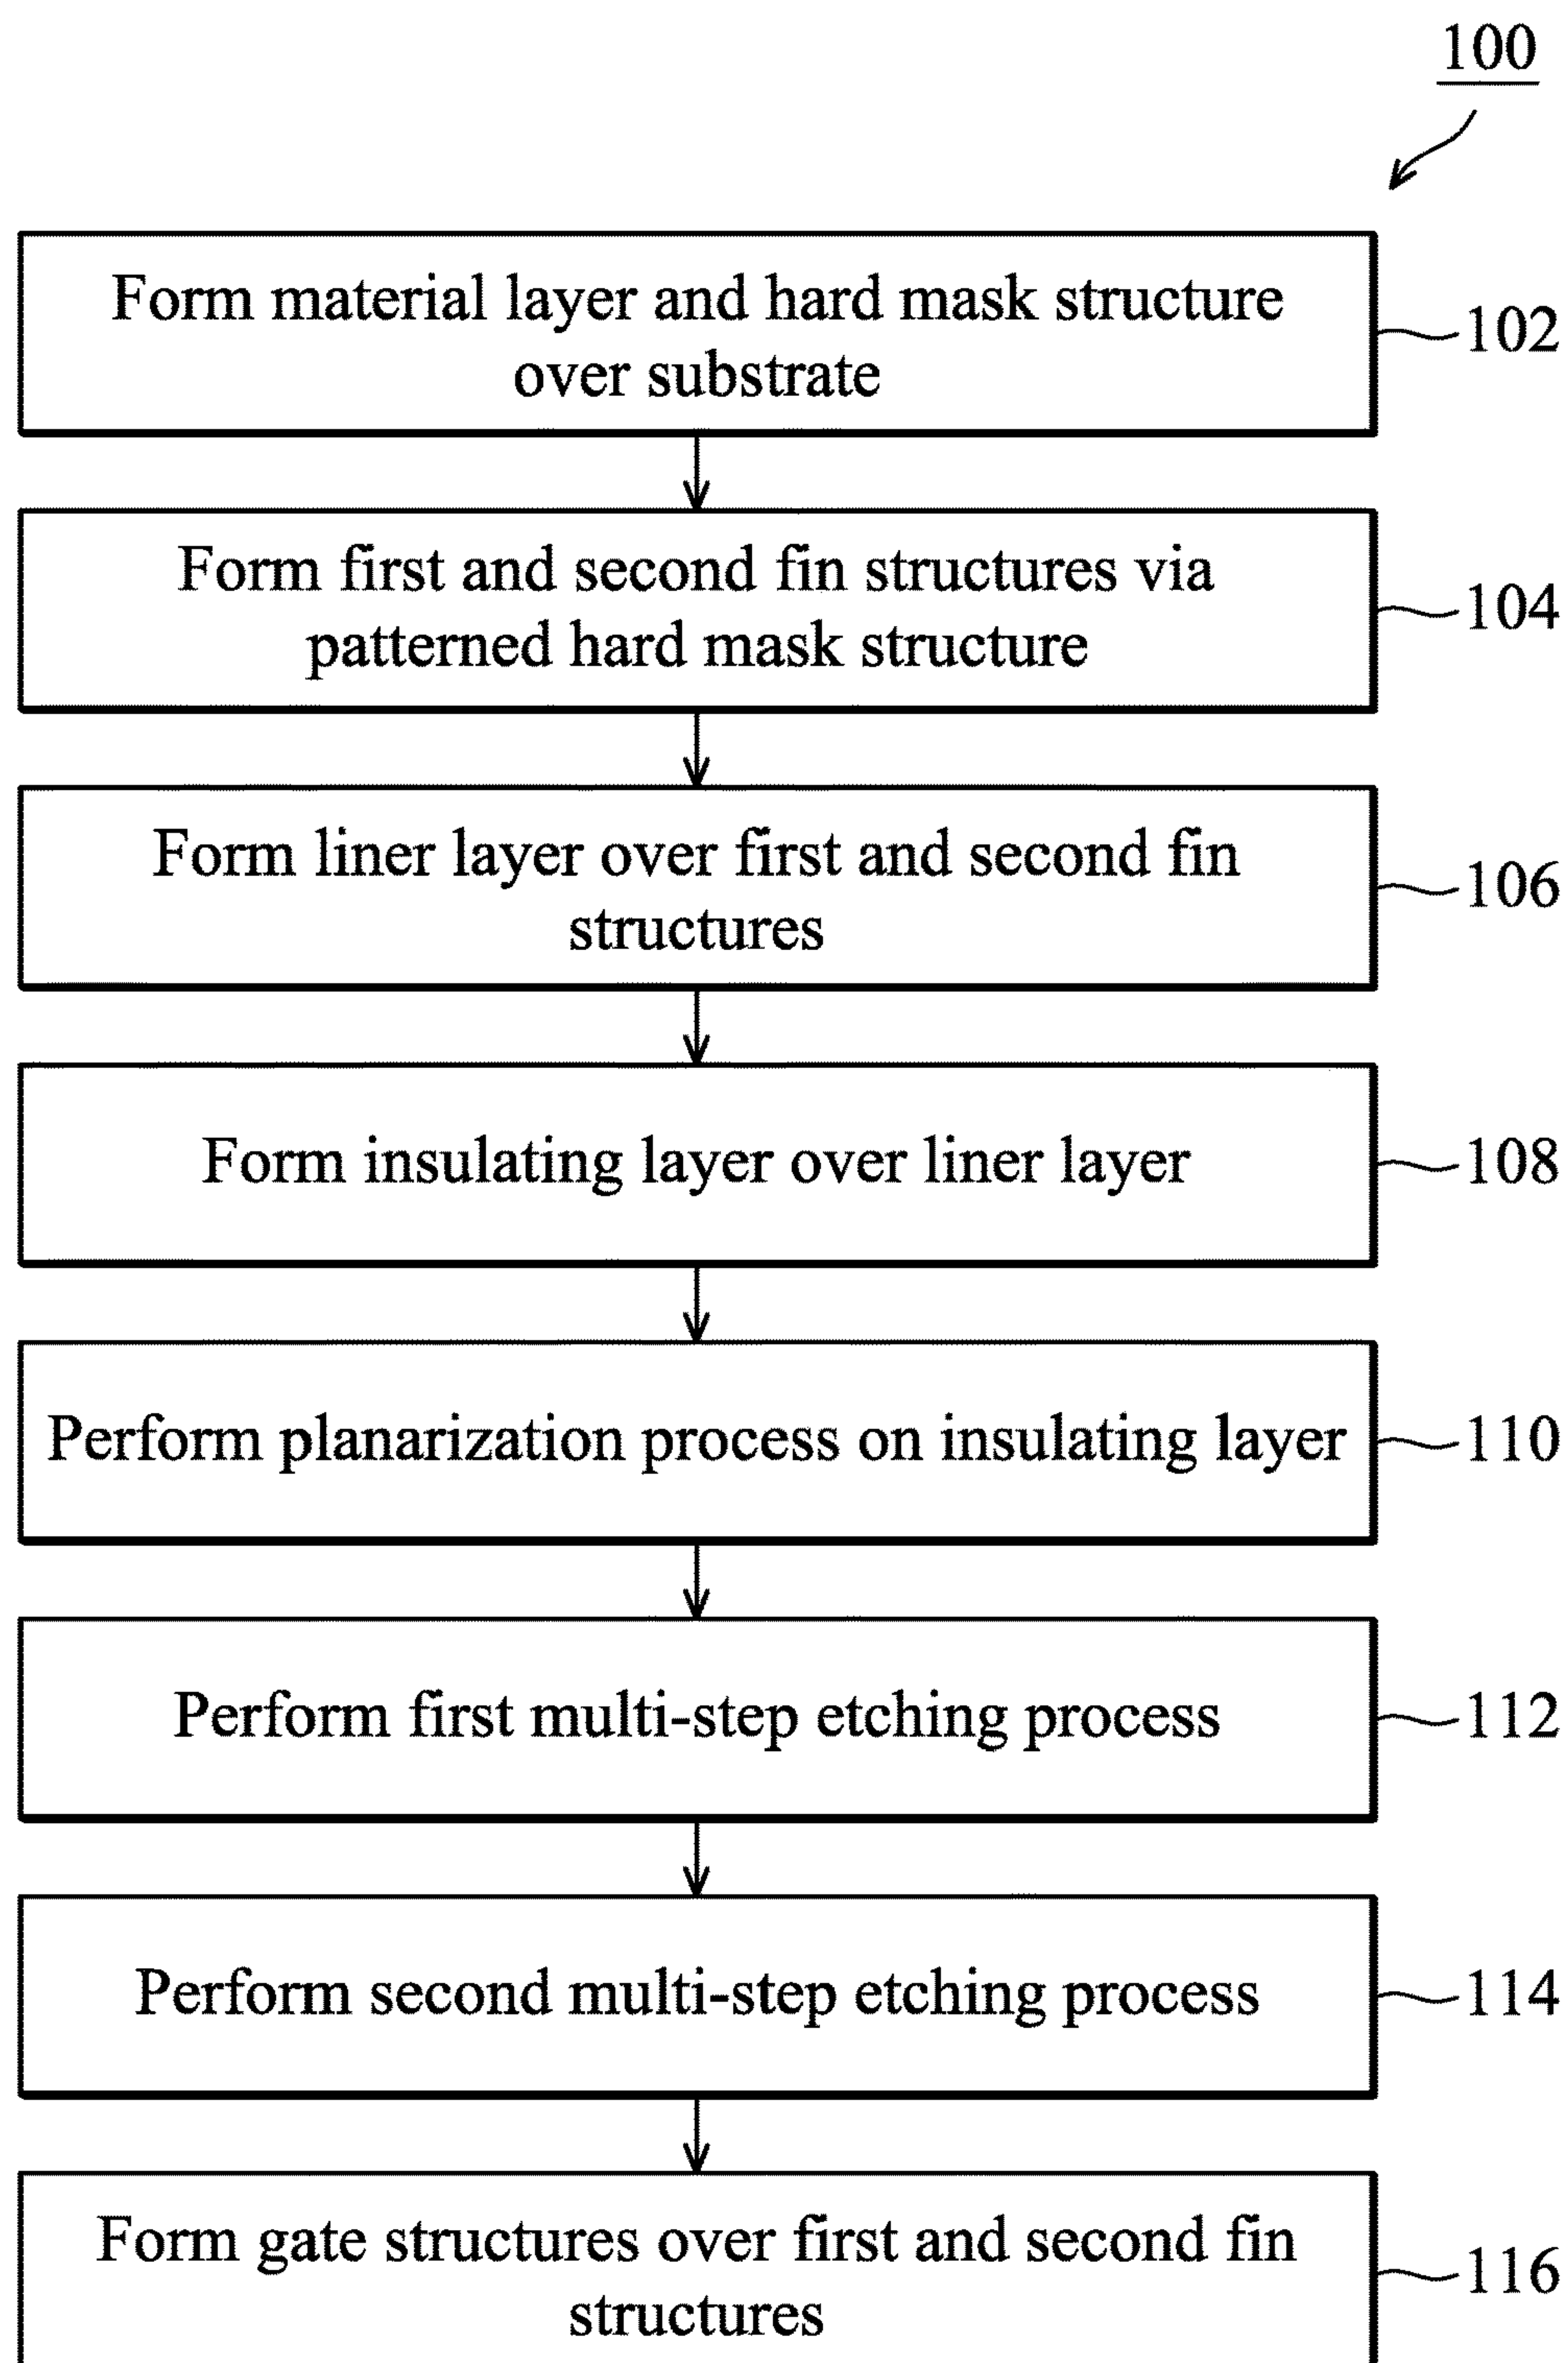 100
Form material layer and hard mask structure
over substrate
102
Form first and second fin structures via
patterned hard mask structure
104
Form liner layer over first and second fin
structures
106
Form insulating layer over liner layer
108
Perform planarization process on insulating layer
110
Perform first multi-step etching process
112
Perform second multi-step etching process
114
Form gate structures over first and second fin
structures
116